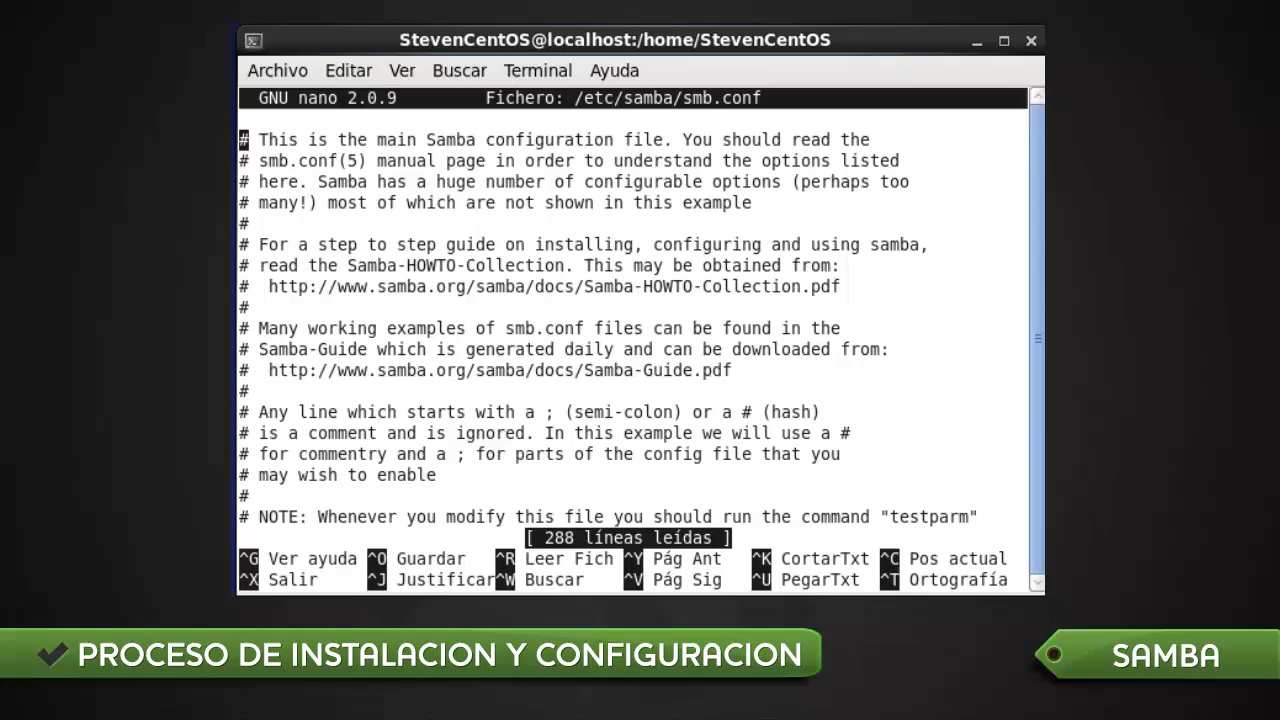 StevenCentOS@localhost:/home/StevenCentOS
Archivo Editar Ver Buscar Terminal Ayuda
GNU nano 2.0.9 Fichero: /etc/samba/smb.conf
# This is the main Samba configuration file. You should read the
# smb.conf(5) manual page in order to understand the options listed
# here. Samba has a huge number of configurable options (perhaps too
# many!) most of which are not shown in this example
#
# For a step to step guide on installing, configuring and using samba,
# read the Samba-HOWTO-Collection. This may be obtained from:
#  http://www.samba.org/samba/docs/Samba-HOWTO-Collection.pdf
#
# Many working examples of smb.conf files can be found in the
# Samba-Guide which is generated daily and can be downloaded from:
#  http://www.samba.org/samba/docs/Samba-Guide.pdf
#
# Any line which starts with a ; (semi-colon) or a # (hash)
# is a comment and is ignored. In this example we will use a #
# for commentry and a ; for parts of the config file that you
# may wish to enable
#
# NOTE: Whenever you modify this file you should run the command "testparm"
[ 288 líneas leídas ]
^G Ver ayuda ^O Guardar ^R Leer Fich ^Y Pág Ant ^K CortarTxt ^C Pos actual
^X Salir ^J Justificar ^W Buscar ^V Pág Sig ^U PegarTxt ^T Ortografía
PROCESO DE INSTALACION Y CONFIGURACION
SAMBA